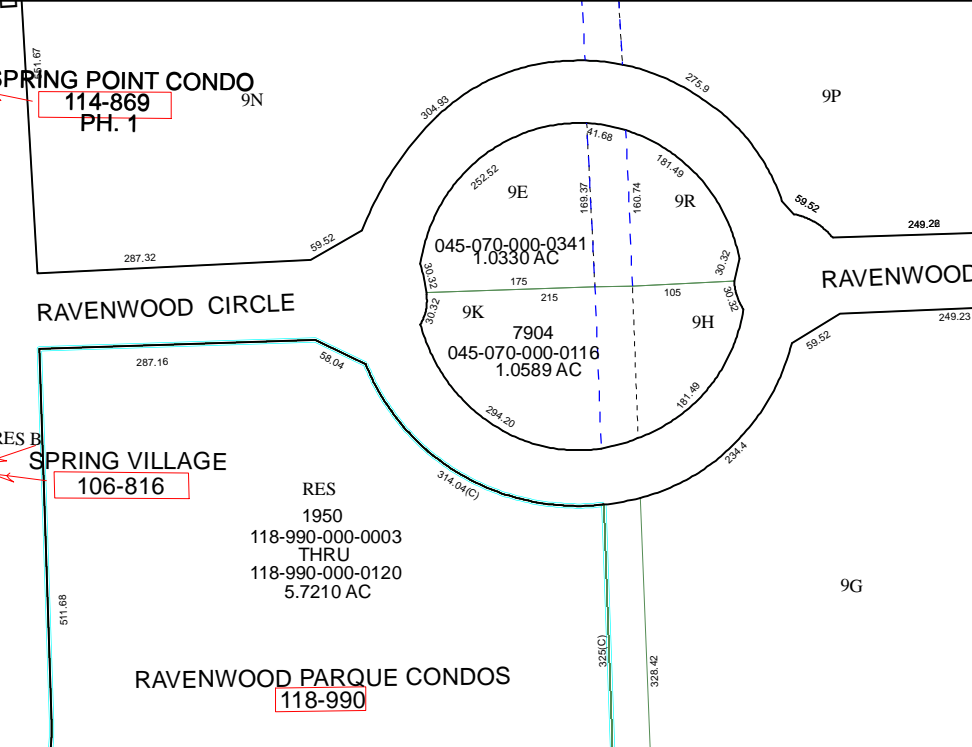 551.67
SPRING POINT CONDO
114-869
PH. 1
9N
304.93
275.9
9P
41.68
181.49
252.52
9E
169.37
160.74
9R
59.52
249.28
59.52
287.32
045-070-000-0341
1.0330 AC
30.32
30.32
175
215
105
RAVENWOOD CIRCLE
RAVENWOOD
30.32
30.32
9K
9H
7904
045-070-000-0116
1.0589 AC
249.23
59.52
287.16
58.04
294.20
181.49
234.4
RES B
SPRING VILLAGE
106-816
314.04(C)
RES
1950
118-990-000-0003
THRU
118-990-000-0120
5.7210 AC
9G
511.68
325(C)
328.42
RAVENWOOD PARQUE CONDOS
118-990